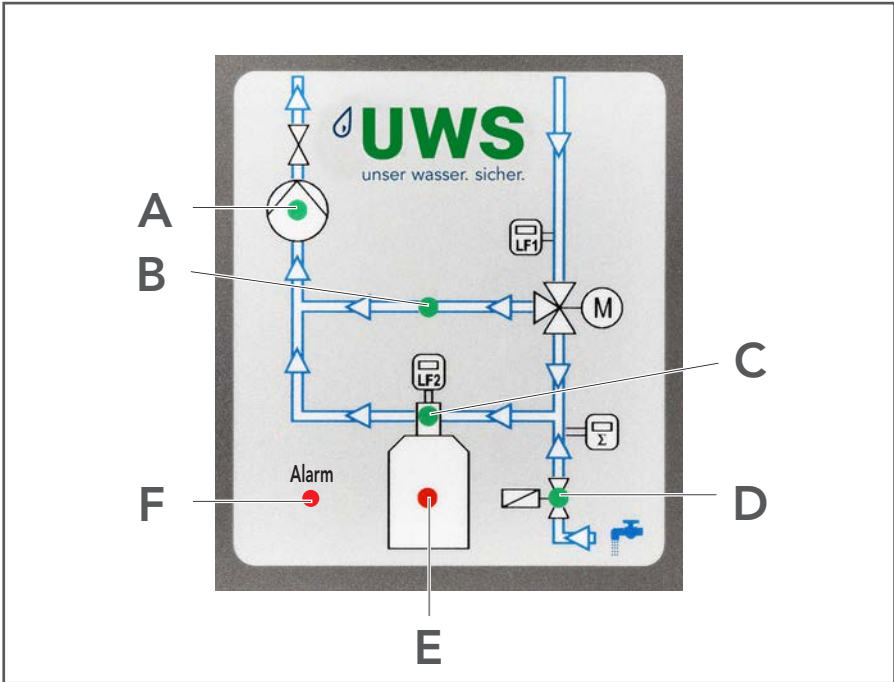 UWS
unser wasser. sicher.
A
LF1
B
M
C
LF2
Σ
Alarm
F
D
E